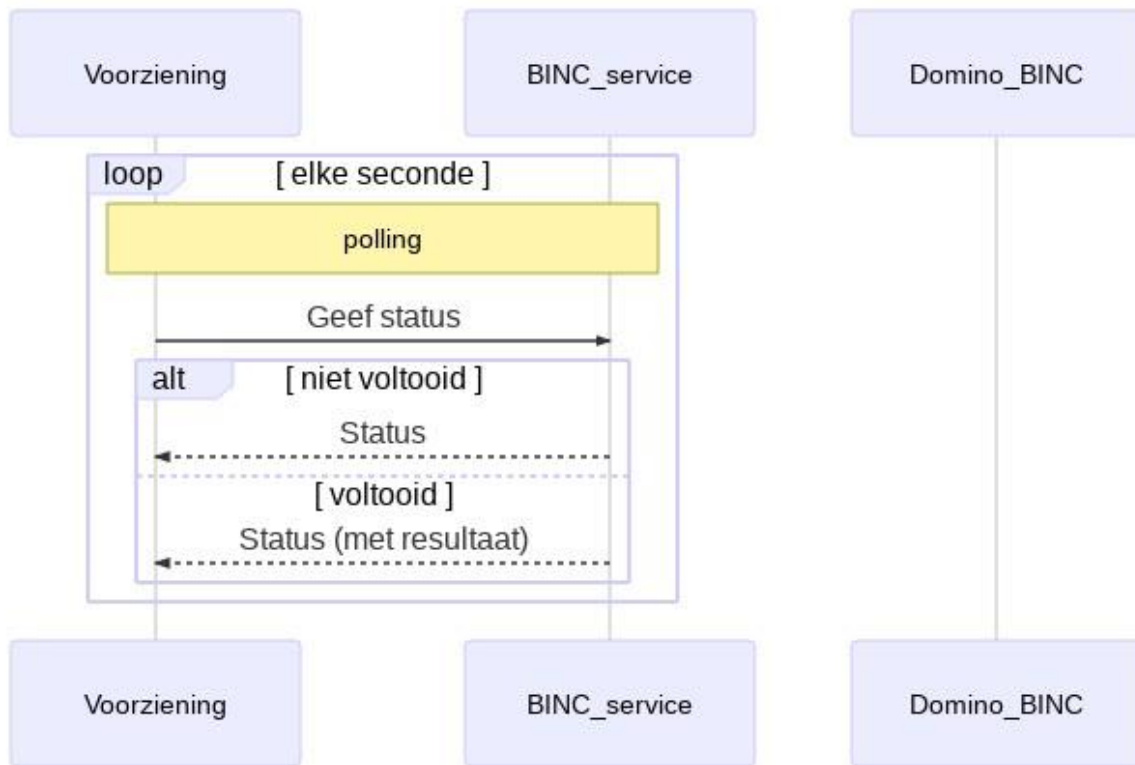 Voorziening
BINC_service
Domino_BINC
loop
[ elke seconde ]
polling
Geef status
alt
[ niet voltooid ]
Status
[ voltooid ]
Status (met resultaat)
Voorziening
BINC_service
Domino_BINC